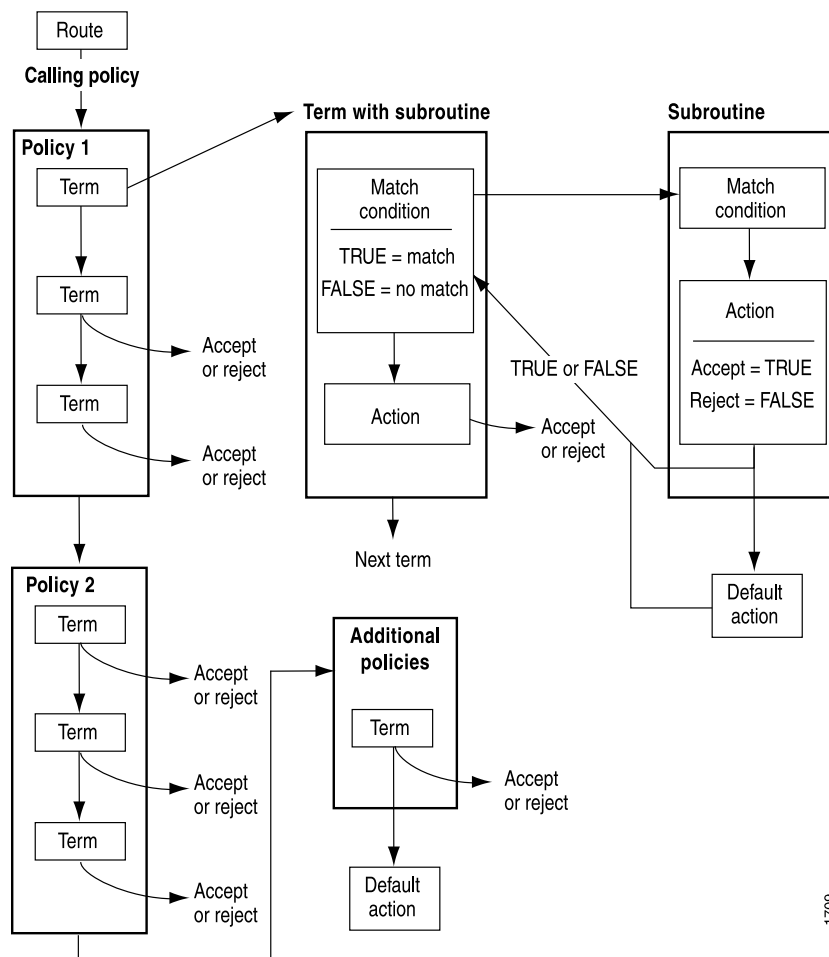 Route
Calling policy
Policy 1
Term
Term
Accept
or reject
Term
Accept
or reject
Term with subroutine
Match
condition
TRUE = match
FALSE = no match
Action
Accept
or reject
Next term
TRUE or FALSE
Subroutine
Match
condition
Action
Accept = TRUE
Reject = FALSE
Default
action
Policy 2
Term
Accept
or reject
Term
Accept
or reject
Term
Accept
or reject
Additional
policies
Term
Accept
or reject
Default
action
1709